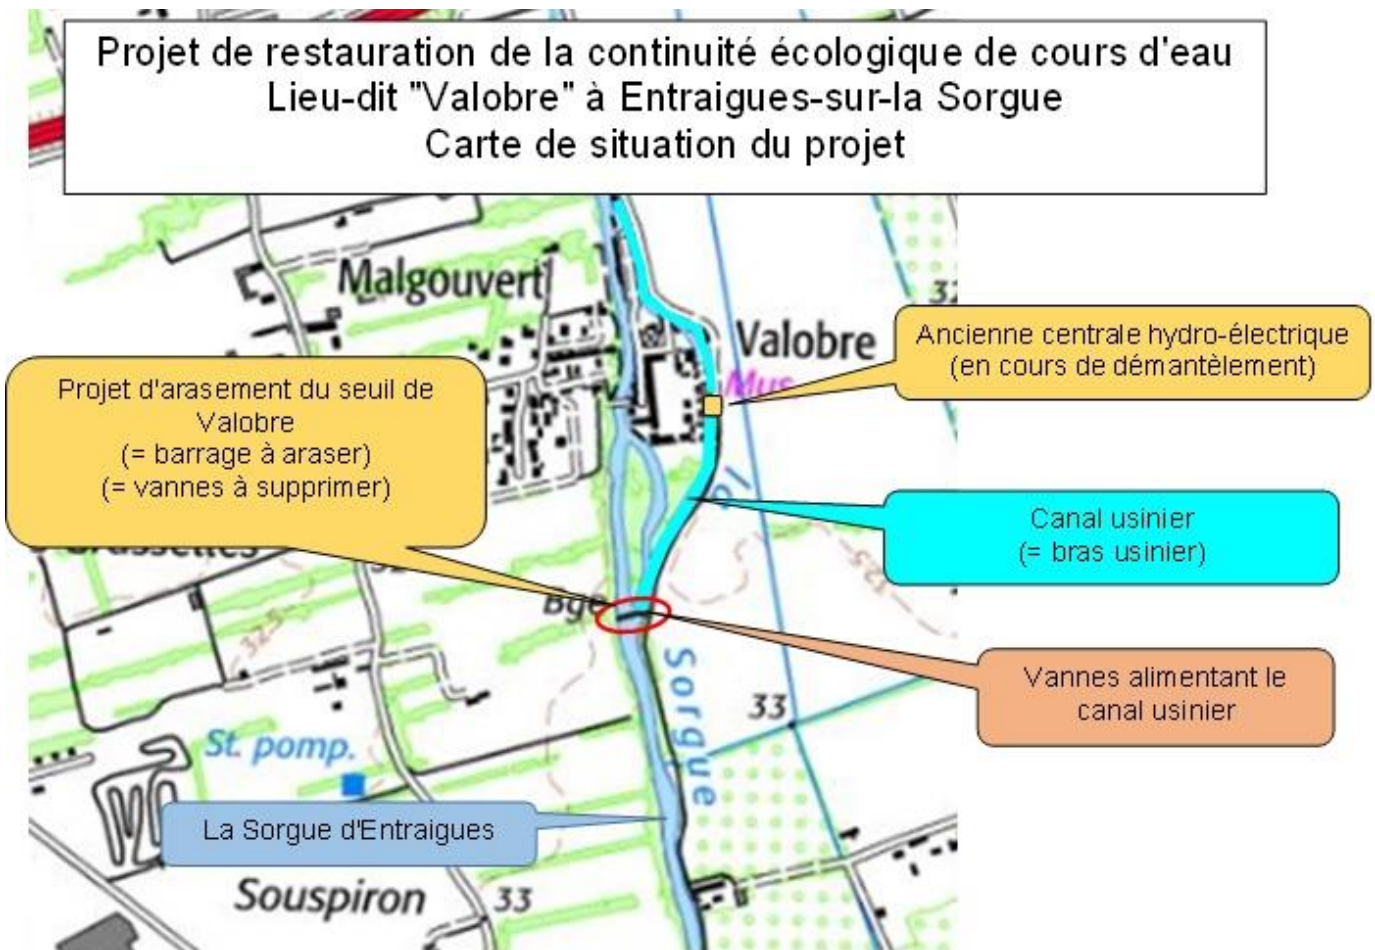 Projet de restauration de la continuité écologique de cours d'eau
Lieu-dit "Valobre" à Entraigues-sur-la Sorgue
Carte de situation du projet
Malgouvert
Valobre
Mus
Ancienne centrale hydro-électrique
(en cours de démantèlement)
Projet d'arasement du seuil de
Valobre
(= barrage à araser)
(= vannes à supprimer)
Canal usinier
(= bras usinier)
32.5
Sorgue
Vannes alimentant le
canal usinier
33
St. pomp.
La Sorgue d'Entraigues
Souspiron
33